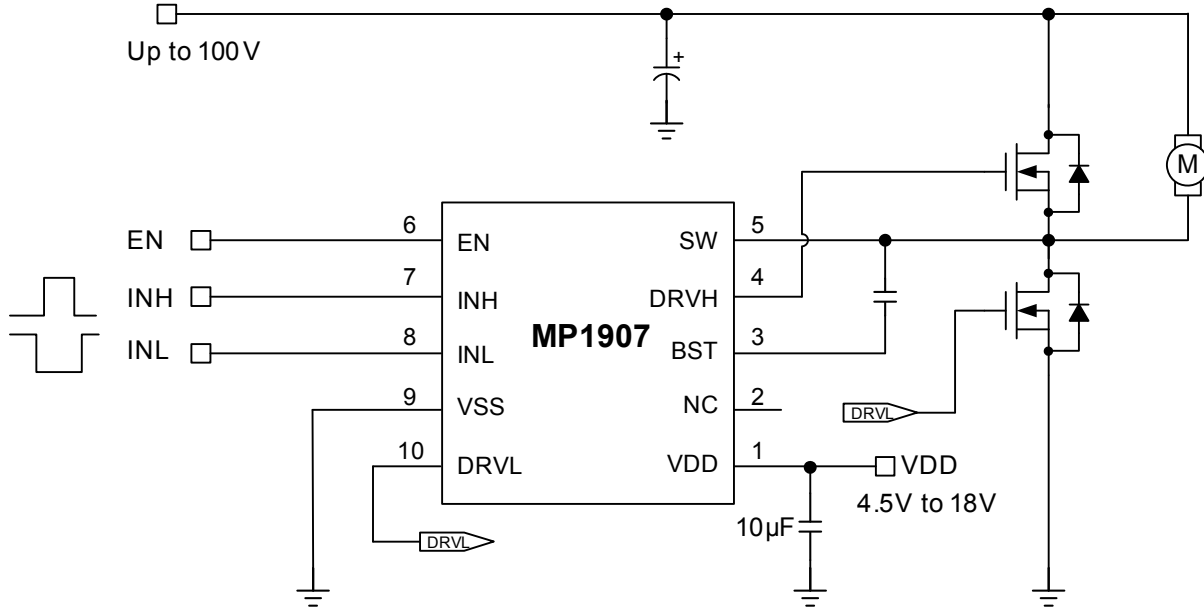 Up to 100V
+
M
EN
6
EN
SW
5
INH
7
INH
DRVH
4
MP1907
INL
8
INL
BST
3
9
VSS
NC
2
DRVL
10
DRVL
VDD
1
VDD
4.5V to 18V
10µF
DRVL